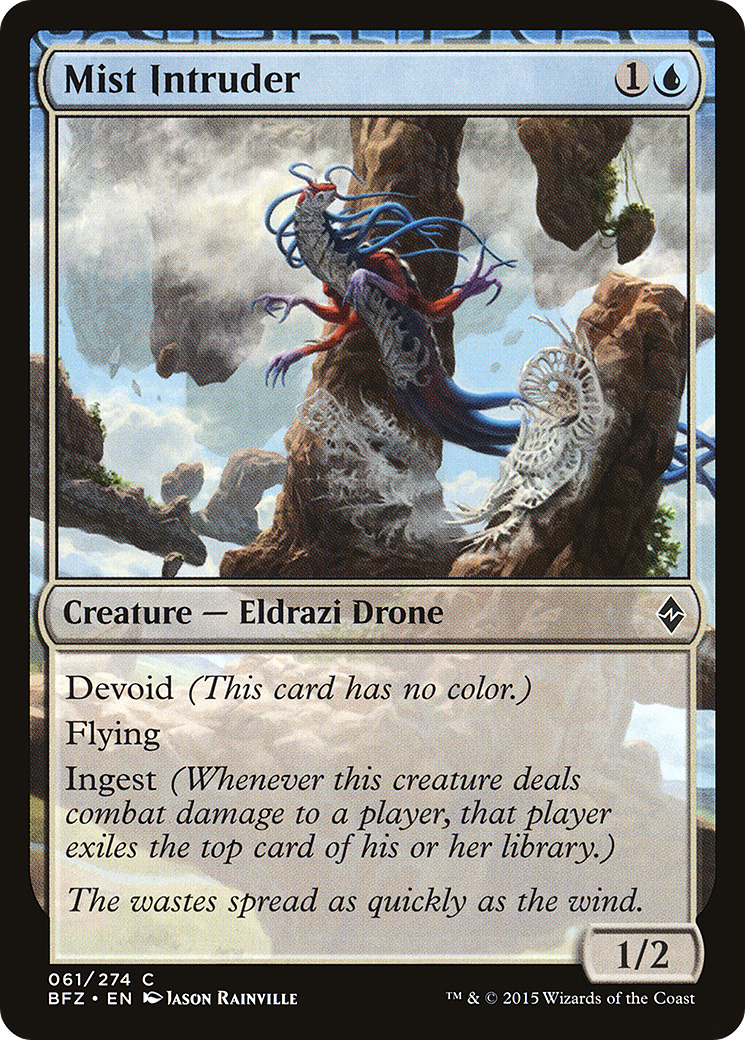 Mist Intruder 1
Creature — Eldrazi Drone
Devoid (This card has no color.)
Flying
Ingest (Whenever this creature deals
combat damage to a player, that player
exiles the top card of his or her library.)
The wastes spread as quickly as the wind.
1/2
061/274 C
BFZ • EN Jason Rainville
™ & © 2015 Wizards of the Coast